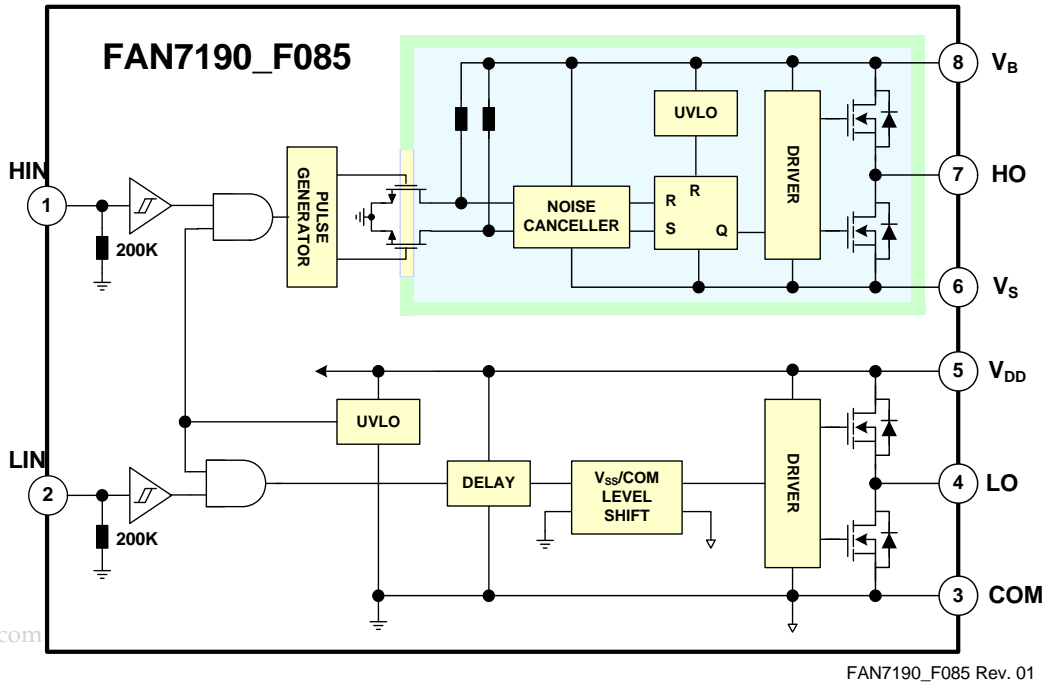 FAN7190_F085
8 VB
UVLO
HIN
1
PULSE
GENERATOR
DRIVER
7 HO
R
R
NOISE
CANCELLER
S
Q
200K
6 VS
5 VDD
UVLO
LIN
2
DELAY
VSS/COM
LEVEL
SHIFT
DRIVER
4 LO
200K
3 COM
com
FAN7190_F085 Rev. 01